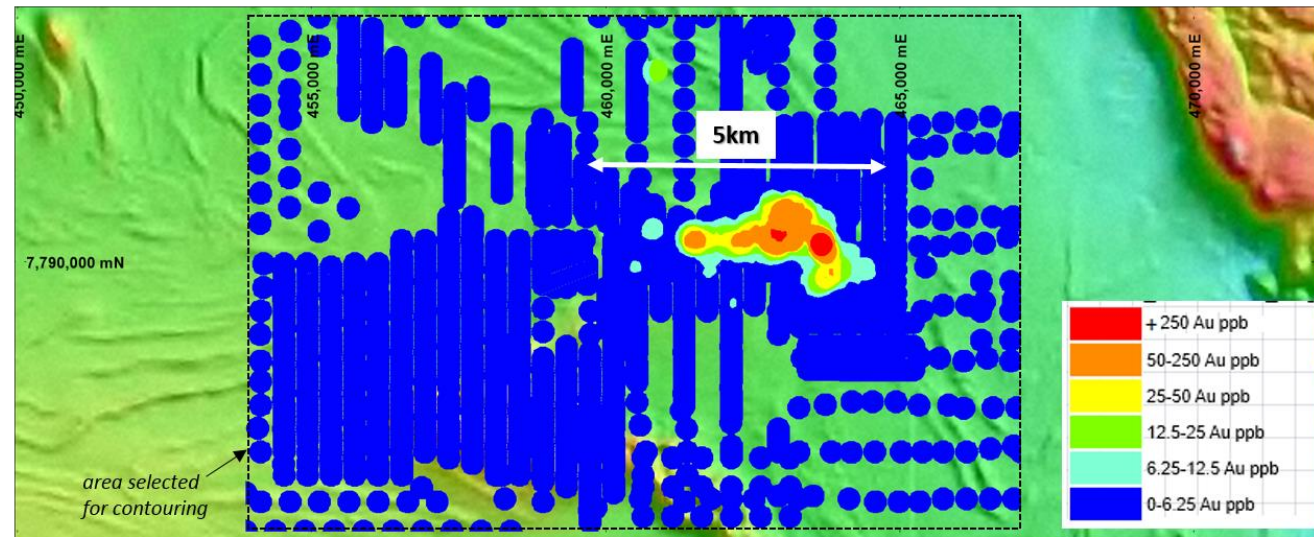 450,000 mE
455,000 mE
460,000 mE
465,000 mE
470,000 mE
5km
7,790,000 mN
area selected
for contouring
+ 250 Au ppb
50-250 Au ppb
25-50 Au ppb
12.5-25 Au ppb
6.25-12.5 Au ppb
0-6.25 Au ppb